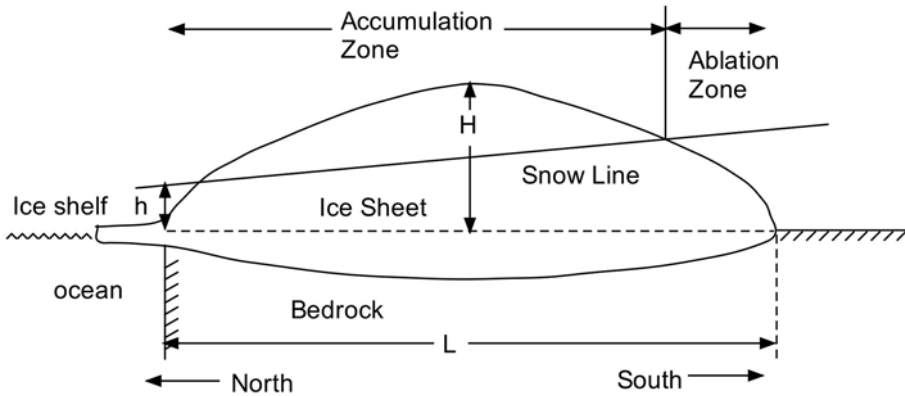 Accumulation
Zone
Ablation
Zone
H
Snow Line
Ice shelf
h
Ice Sheet
ocean
Bedrock
L
North
South